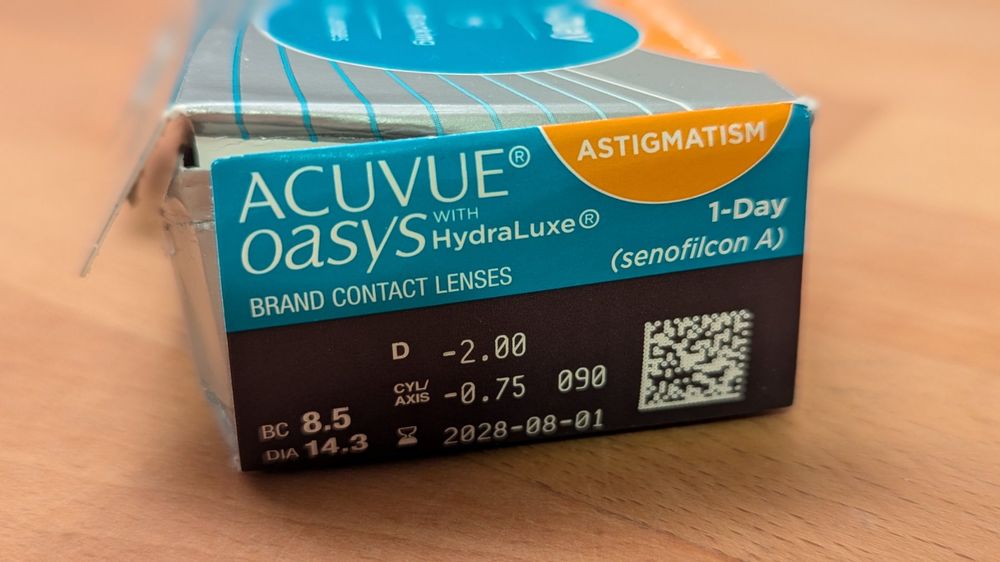 ACUVUE®
oasys WITH HydraLuxe®
BRAND CONTACT LENSES
ASTIGMATISM
1-Day
(senofilcon A)
D -2.00
CYL/AXIS -0.75 090
2028-08-01
BC 8.5
DIA 14.3